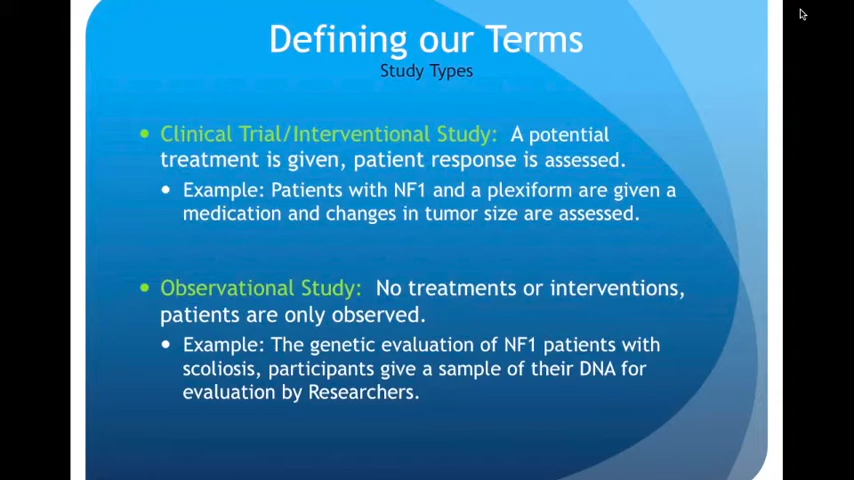 Defining our Terms
Study Types
• Clinical Trial/Interventional Study: A potential
treatment is given, patient response is assessed.
• Example: Patients with NF1 and a plexiform are given a
medication and changes in tumor size are assessed.
• Observational Study: No treatments or interventions,
patients are only observed.
• Example: The genetic evaluation of NF1 patients with
scoliosis, participants give a sample of their DNA for
evaluation by Researchers.